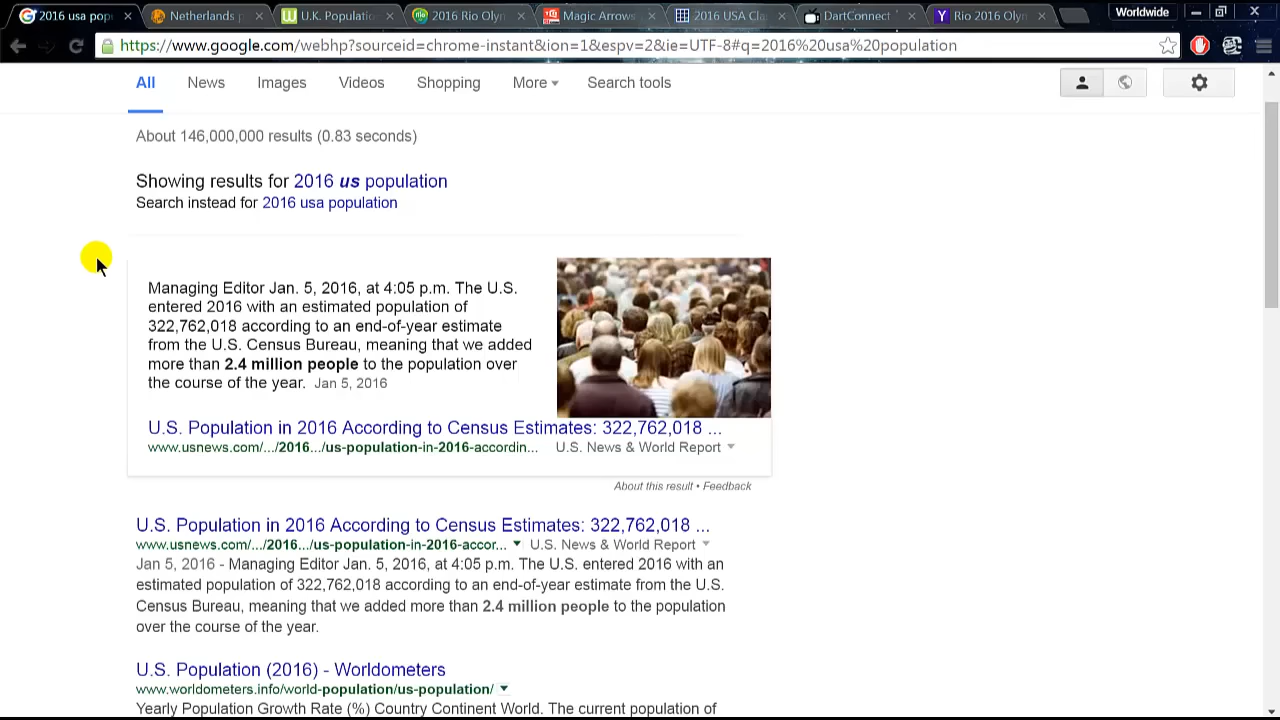 2016 usa pop
Netherlands
U.K. Populatio
2016 Rio Olym
Magic Arrows
2016 USA Cla
DartConnect
Rio 2016 Olyn
Worldwide
https://www.google.com/webhp?sourceid=chrome-instant&ion=1&espv=2&ie=UTF-8#q=2016%20usa%20population
All News Images Videos Shopping More Search tools
About 146,000,000 results (0.83 seconds)
Showing results for 2016 us population
Search instead for 2016 usa population
Managing Editor Jan. 5, 2016, at 4:05 p.m. The U.S.
entered 2016 with an estimated population of
322,762,018 according to an end-of-year estimate
from the U.S. Census Bureau, meaning that we added
more than 2.4 million people to the population over
the course of the year. Jan 5, 2016
U.S. Population in 2016 According to Census Estimates: 322,762,018 ...
www.usnews.com/.../2016.../us-population-in-2016-accordin... U.S. News & World Report
About this result • Feedback
U.S. Population in 2016 According to Census Estimates: 322,762,018 ...
www.usnews.com/.../2016.../us-population-in-2016-accor... U.S. News & World Report
Jan 5, 2016 - Managing Editor Jan. 5, 2016, at 4:05 p.m. The U.S. entered 2016 with an
estimated population of 322,762,018 according to an end-of-year estimate from the U.S.
Census Bureau, meaning that we added more than 2.4 million people to the population
over the course of the year.
U.S. Population (2016) - Worldometers
www.worldometers.info/world-population/us-population/
Yearly Population Growth Rate (%) Country Continent World. The current population of